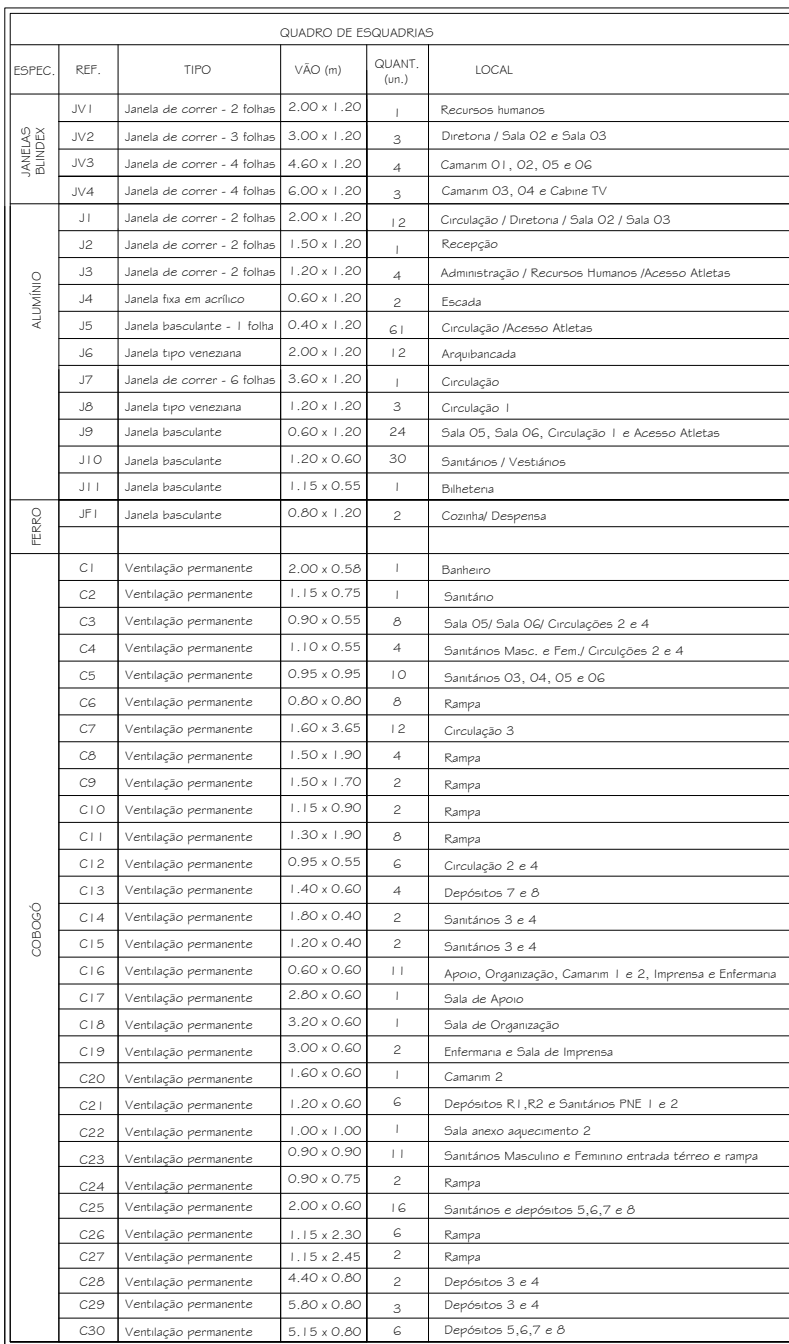 QUADRO DE ESQUADRIAS
ESPEC. REF. TIPO VÃO (m) QUANT. (un.) LOCAL
JANELAS BLINDEX
JV1 Janela de correr - 2 folhas 2.00 x 1.20 1 Recursos humanos
JV2 Janela de correr - 3 folhas 3.00 x 1.20 3 Diretoria / Sala 02 e Sala 03
JV3 Janela de correr - 4 folhas 4.60 x 1.20 4 Camarim 01, 02, 05 e 06
JV4 Janela de correr - 4 folhas 6.00 x 1.20 3 Camarim 03, 04 e Cabine TV
ALUMÍNIO
J1 Janela de correr - 2 folhas 2.00 x 1.20 12 Circulação / Diretoria / Sala 02 / Sala 03
J2 Janela de correr - 2 folhas 1.50 x 1.20 1 Recepção
J3 Janela de correr - 2 folhas 1.20 x 1.20 4 Administração / Recursos Humanos /Acesso Atletas
J4 Janela fixa em acrílico 0.60 x 1.20 2 Escada
J5 Janela basculante - 1 folha 0.40 x 1.20 61 Circulação /Acesso Atletas
J6 Janela tipo veneziana 2.00 x 1.20 12 Arquibancada
J7 Janela de correr - 6 folhas 3.60 x 1.20 1 Circulação
J8 Janela tipo veneziana 1.20 x 1.20 3 Circulação 1
J9 Janela basculante 0.60 x 1.20 24 Sala 05, Sala 06, Circulação 1 e Acesso Atletas
J10 Janela basculante 1.20 x 0.60 30 Sanitários / Vestiários
J11 Janela basculante 1.15 x 0.55 1 Bilheteria
FERRO
JF1 Janela basculante 0.80 x 1.20 2 Cozinha/ Despensa
COBOGÓ
C1 Ventilação permanente 2.00 x 0.58 1 Banheiro
C2 Ventilação permanente 1.15 x 0.75 1 Sanitário
C3 Ventilação permanente 0.90 x 0.55 8 Sala 05/ Sala 06/ Circulações 2 e 4
C4 Ventilação permanente 1.10 x 0.55 4 Sanitários Masc. e Fem./ Circulções 2 e 4
C5 Ventilação permanente 0.95 x 0.95 10 Sanitários 03, 04, 05 e 06
C6 Ventilação permanente 0.80 x 0.80 8 Rampa
C7 Ventilação permanente 1.60 x 3.65 12 Circulação 3
C8 Ventilação permanente 1.50 x 1.90 4 Rampa
C9 Ventilação permanente 1.50 x 1.70 2 Rampa
C10 Ventilação permanente 1.15 x 0.90 2 Rampa
C11 Ventilação permanente 1.30 x 1.90 8 Rampa
C12 Ventilação permanente 0.95 x 0.55 6 Circulação 2 e 4
C13 Ventilação permanente 1.40 x 0.60 4 Depósitos 7 e 8
C14 Ventilação permanente 1.80 x 0.40 2 Sanitários 3 e 4
C15 Ventilação permanente 1.20 x 0.40 2 Sanitários 3 e 4
C16 Ventilação permanente 0.60 x 0.60 11 Apoio, Organização, Camarim 1 e 2, Imprensa e Enfermaria
C17 Ventilação permanente 2.80 x 0.60 1 Sala de Apoio
C18 Ventilação permanente 3.20 x 0.60 1 Sala de Organização
C19 Ventilação permanente 3.00 x 0.60 2 Enfermaria e Sala de Imprensa
C20 Ventilação permanente 1.60 x 0.60 1 Camarim 2
C21 Ventilação permanente 1.20 x 0.60 6 Depósitos R1,R2 e Sanitários PNE 1 e 2
C22 Ventilação permanente 1.00 x 1.00 1 Sala anexo aquecimento 2
C23 Ventilação permanente 0.90 x 0.90 11 Sanitários Masculino e Feminino entrada térreo e rampa
C24 Ventilação permanente 0.90 x 0.75 2 Rampa
C25 Ventilação permanente 2.00 x 0.60 16 Sanitários e depósitos 5,6,7 e 8
C26 Ventilação permanente 1.15 x 2.30 6 Rampa
C27 Ventilação permanente 1.15 x 2.45 2 Rampa
C28 Ventilação permanente 4.40 x 0.80 2 Depósitos 3 e 4
C29 Ventilação permanente 5.80 x 0.80 3 Depósitos 3 e 4
C30 Ventilação permanente 5.15 x 0.80 6 Depósitos 5,6,7 e 8